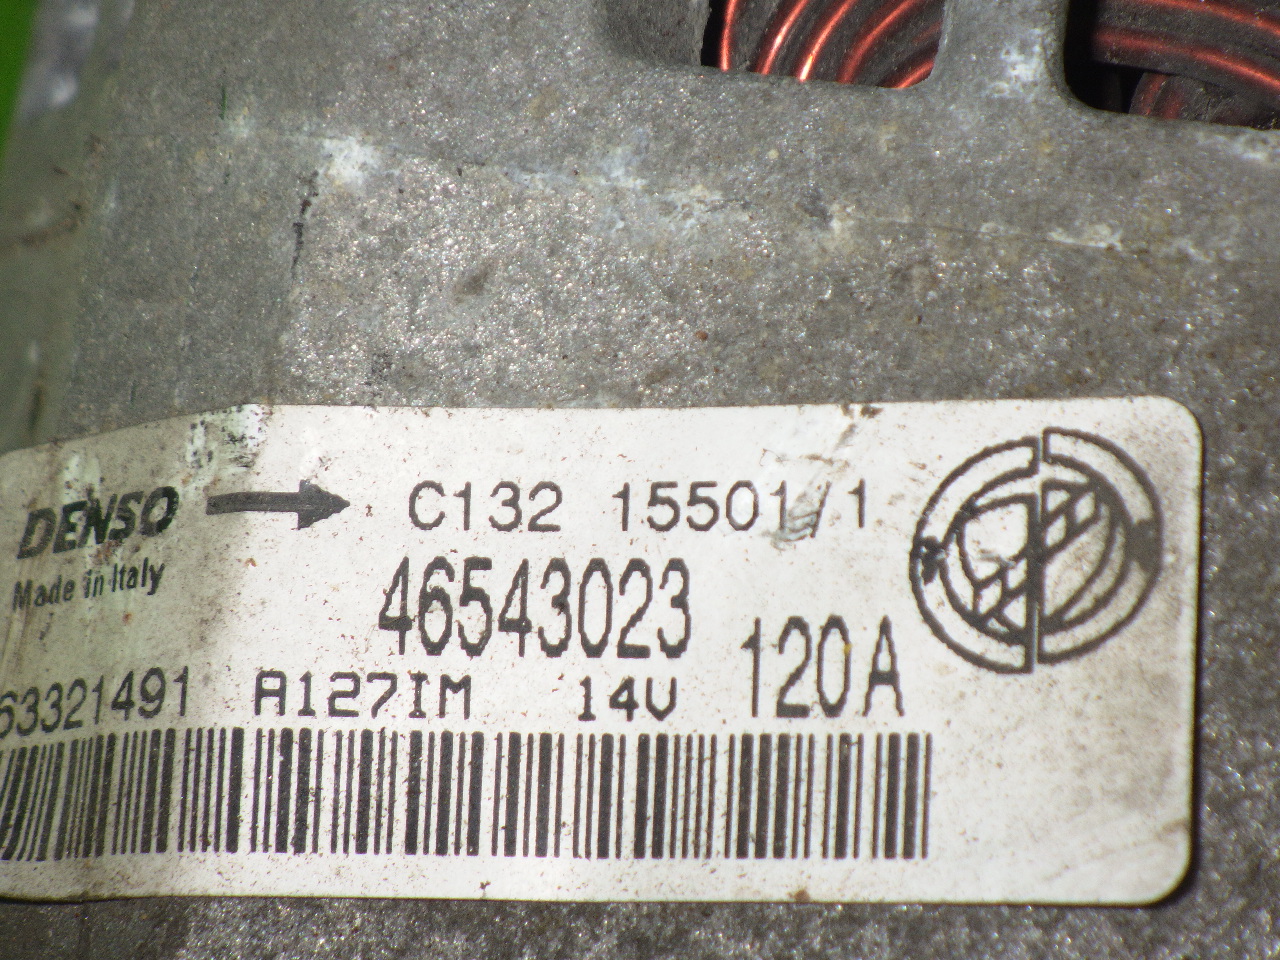 DENSO C132 15501/1
Made in Italy
46543023
63321491 A127IM 14V 120A